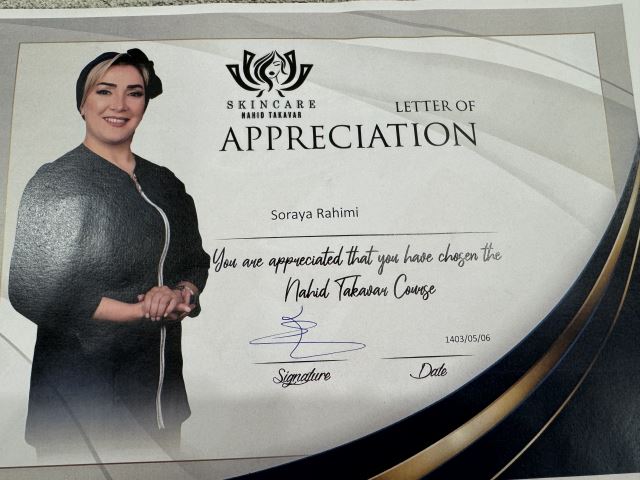 SKINCARE
NAHID TAKAVAR
LETTER OF
APPRECIATION
Soraya Rahimi
You are appreciated that you have chosen the
Nahid Takavar Course
1403/05/06
Signature
Date